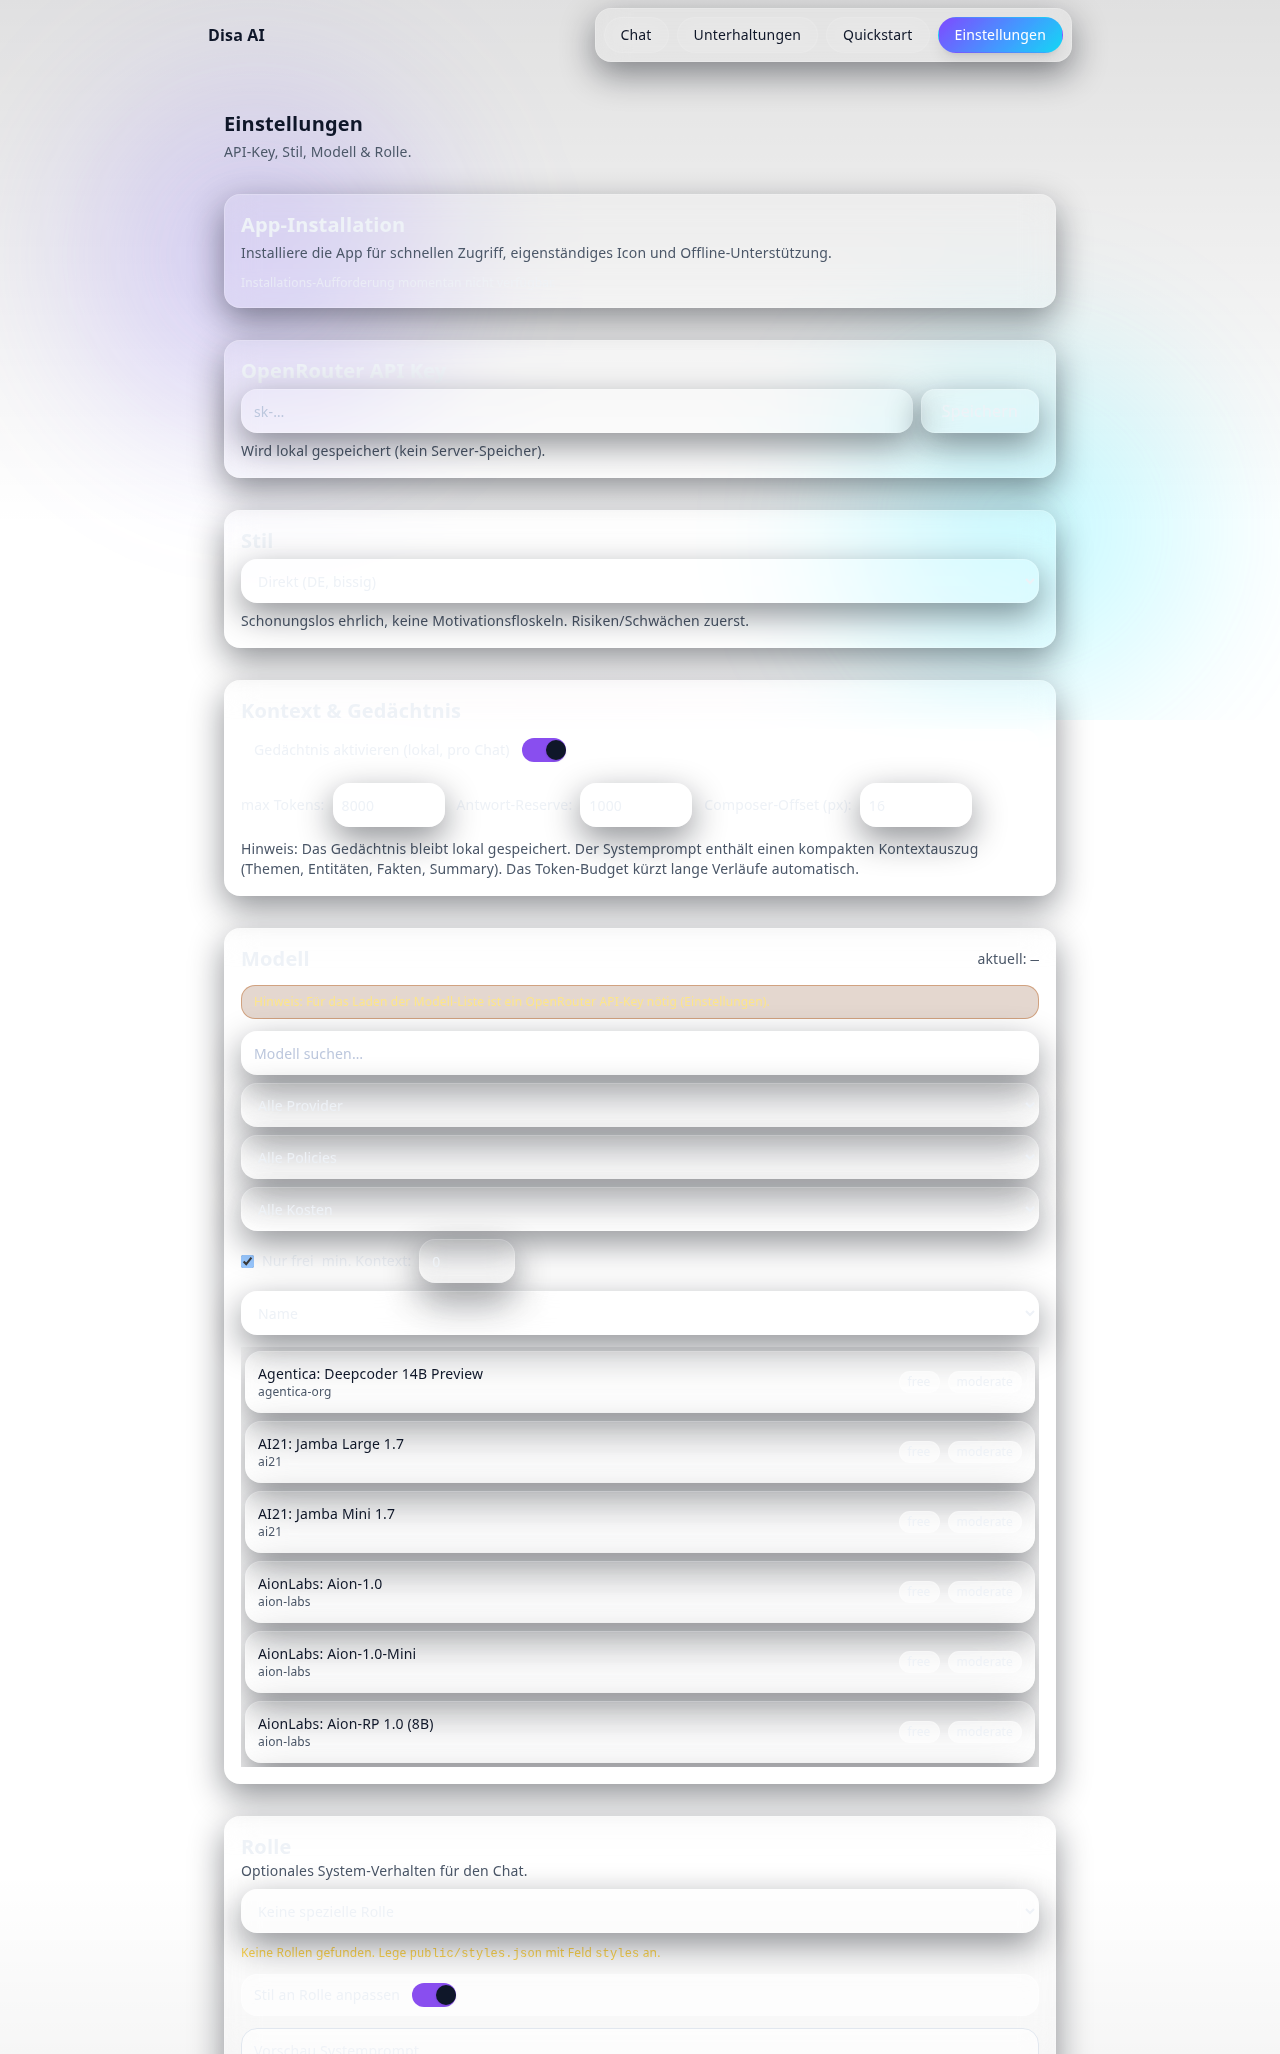 Disa AI
Chat
Unterhaltungen
Quickstart
Einstellungen
Einstellungen
API-Key, Stil, Modell & Rolle.
App-Installation
Installiere die App für schnellen Zugriff, eigenständiges Icon und Offline-Unterstützung.
Installations-Aufforderung momentan
OpenRouter API
sk-...
Wird lokal gespeichert (kein Server-Speicher).
Stil
Direkt (DE, bissig)
Schonungslos ehrlich, keine Motivationsfloskeln. Risiken/Schwächen zuerst.
Kontext & Gedächtnis
Gedächtnis aktivieren (lokal, pro Chat)
max Tokens:
8000
Antwort-Reserve:
1000
Composer-Offset (px):
16
Hinweis: Das Gedächtnis bleibt lokal gespeichert. Der Systemprompt enthält einen kompakten Kontextauszug
(Themen, Entitäten, Fakten, Summary). Das Token-Budget kürzt lange Verläufe automatisch.
Modell
aktuell: —
Hinweis: Für das Laden der Modell-Liste ist ein OpenRouter API-Key nötig (Einstellungen).
Modell suchen...
Alle Provider
Alle Policies
Alle Kosten
Nur frei
min. Kontext:
0
Name
Agentica: Deepcoder 14B Preview
agentica-org
free
moderate
AI21: Jamba Large 1.7
ai21
free
moderate
AI21: Jamba Mini 1.7
ai21
free
moderate
AionLabs: Aion-1.0
aion-labs
free
moderate
AionLabs: Aion-1.0-Mini
aion-labs
free
moderate
AionLabs: Aion-RP 1.0 (8B)
aion-labs
free
moderate
Rolle
Optionales System-Verhalten für den Chat.
Keine spezielle Rolle
Keine Rollen gefunden. Lege public/styles.json mit Feld styles an.
Stil an Rolle anpassen
Vorschau Systemprompt